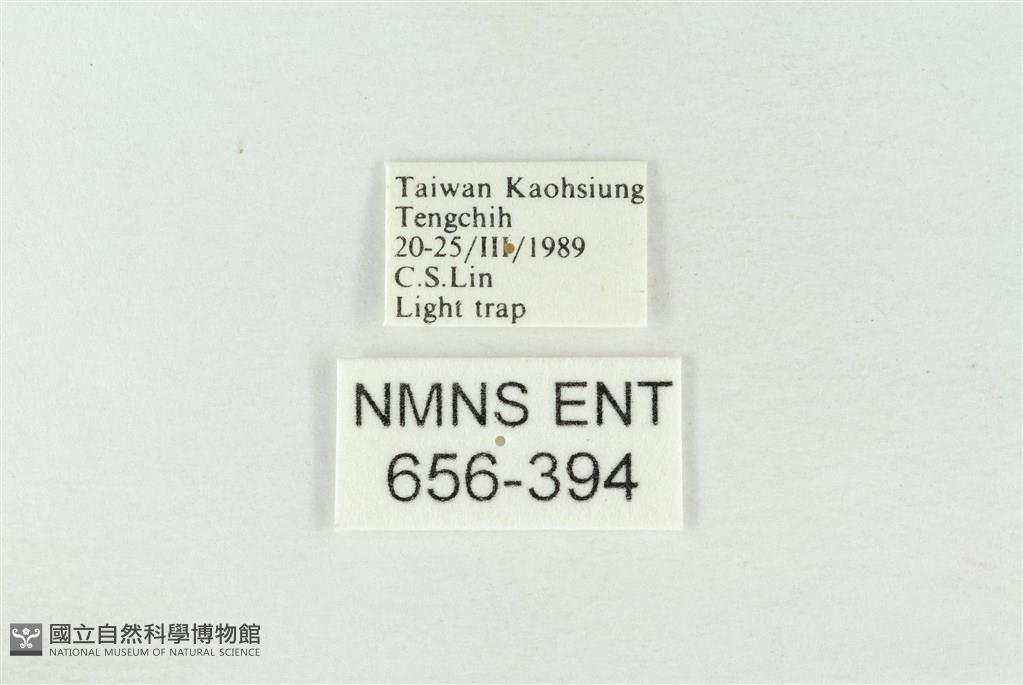 Taiwan Kaohsiung
Tengchih
20-25/III/1989
C.S.Lin
Light trap
NMNS ENT
656-394
國立自然科學博物館
NATIONAL MUSEUM OF NATURAL SCIENCE